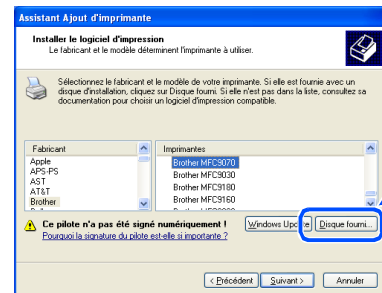 Assistant Ajout d'imprimante
Installer le logiciel d'impression
Le fabricant et le modèle déterminent l'imprimante à utiliser.
Sélectionnez le fabricant et le modèle de votre imprimante. Si elle est fournie avec un
disque d'installation, cliquez sur Disque fourni. Si elle n'est pas dans la liste, consultez sa
documentation pour choisir un logiciel d'impression compatible.
Fabricant
Apple
APS-PS
AST
AT&T
Brother
Imprimantes
Brother MFC9070
Brother MFC9030
Brother MFC9180
Brother MFC9160
Ce pilote n'a pas été signé numériquement !
Pourquoi la signature du pilote est-elle si importante ?
Windows Update
Disque fourni...
< Précédent
Suivant >
Annuler